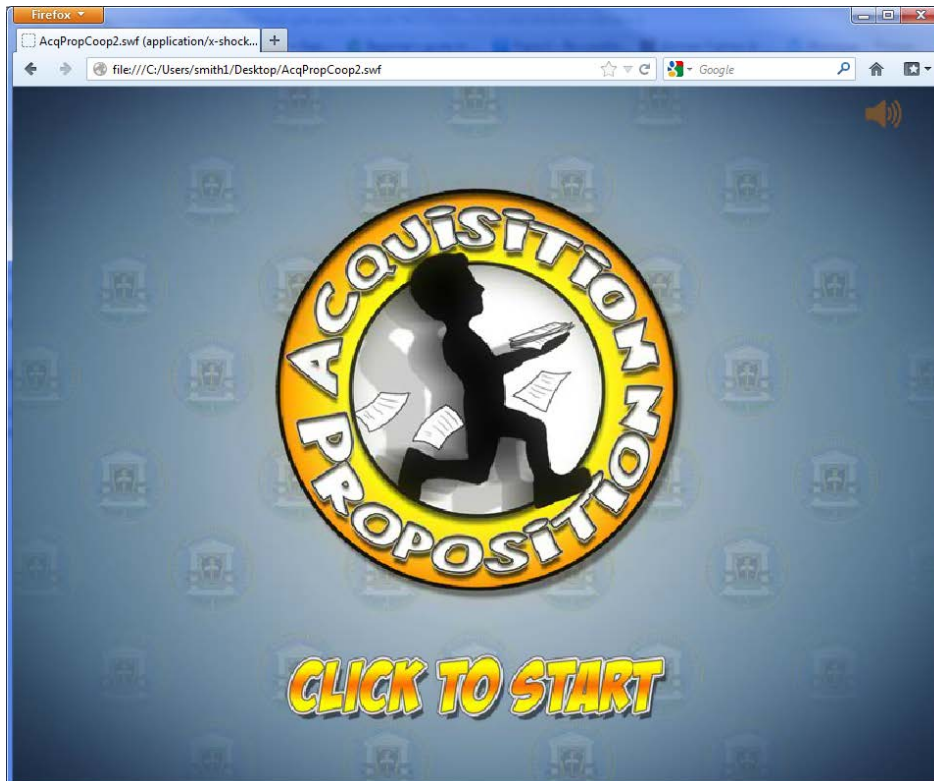 Firefox
AcqPropCoop2.swf (application/x-shock...
file:///C:/Users/smith1/Desktop/AcqPropCoop2.swf
Google
ACQUISITION
PROPOSITION
CLICK TO START